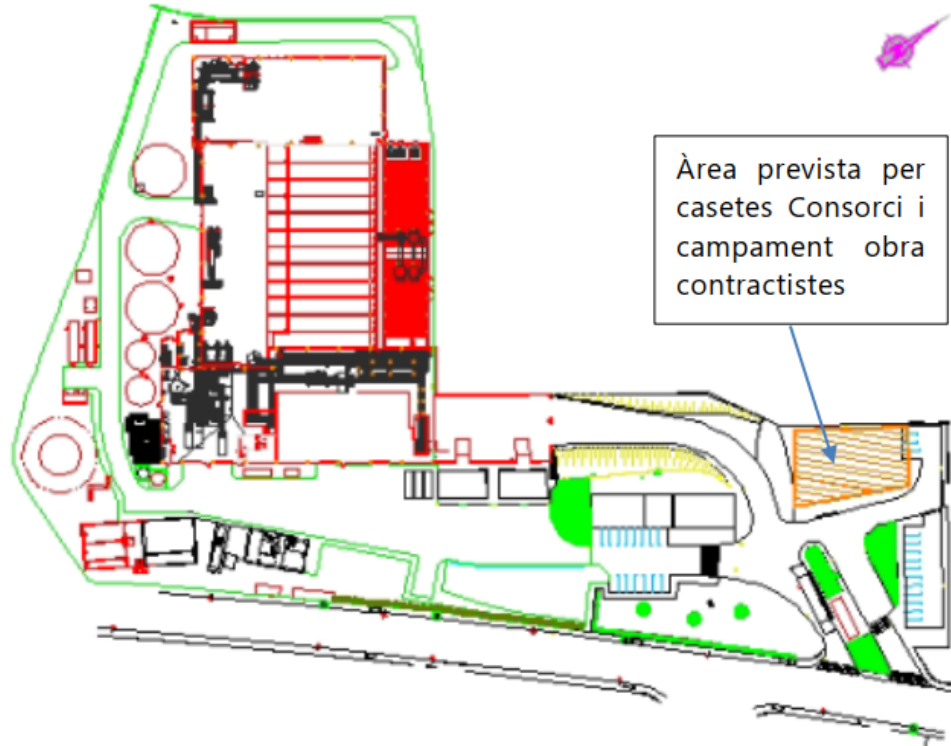 Àrea prevista per
casetes Consorci i
campament obra
contractistes